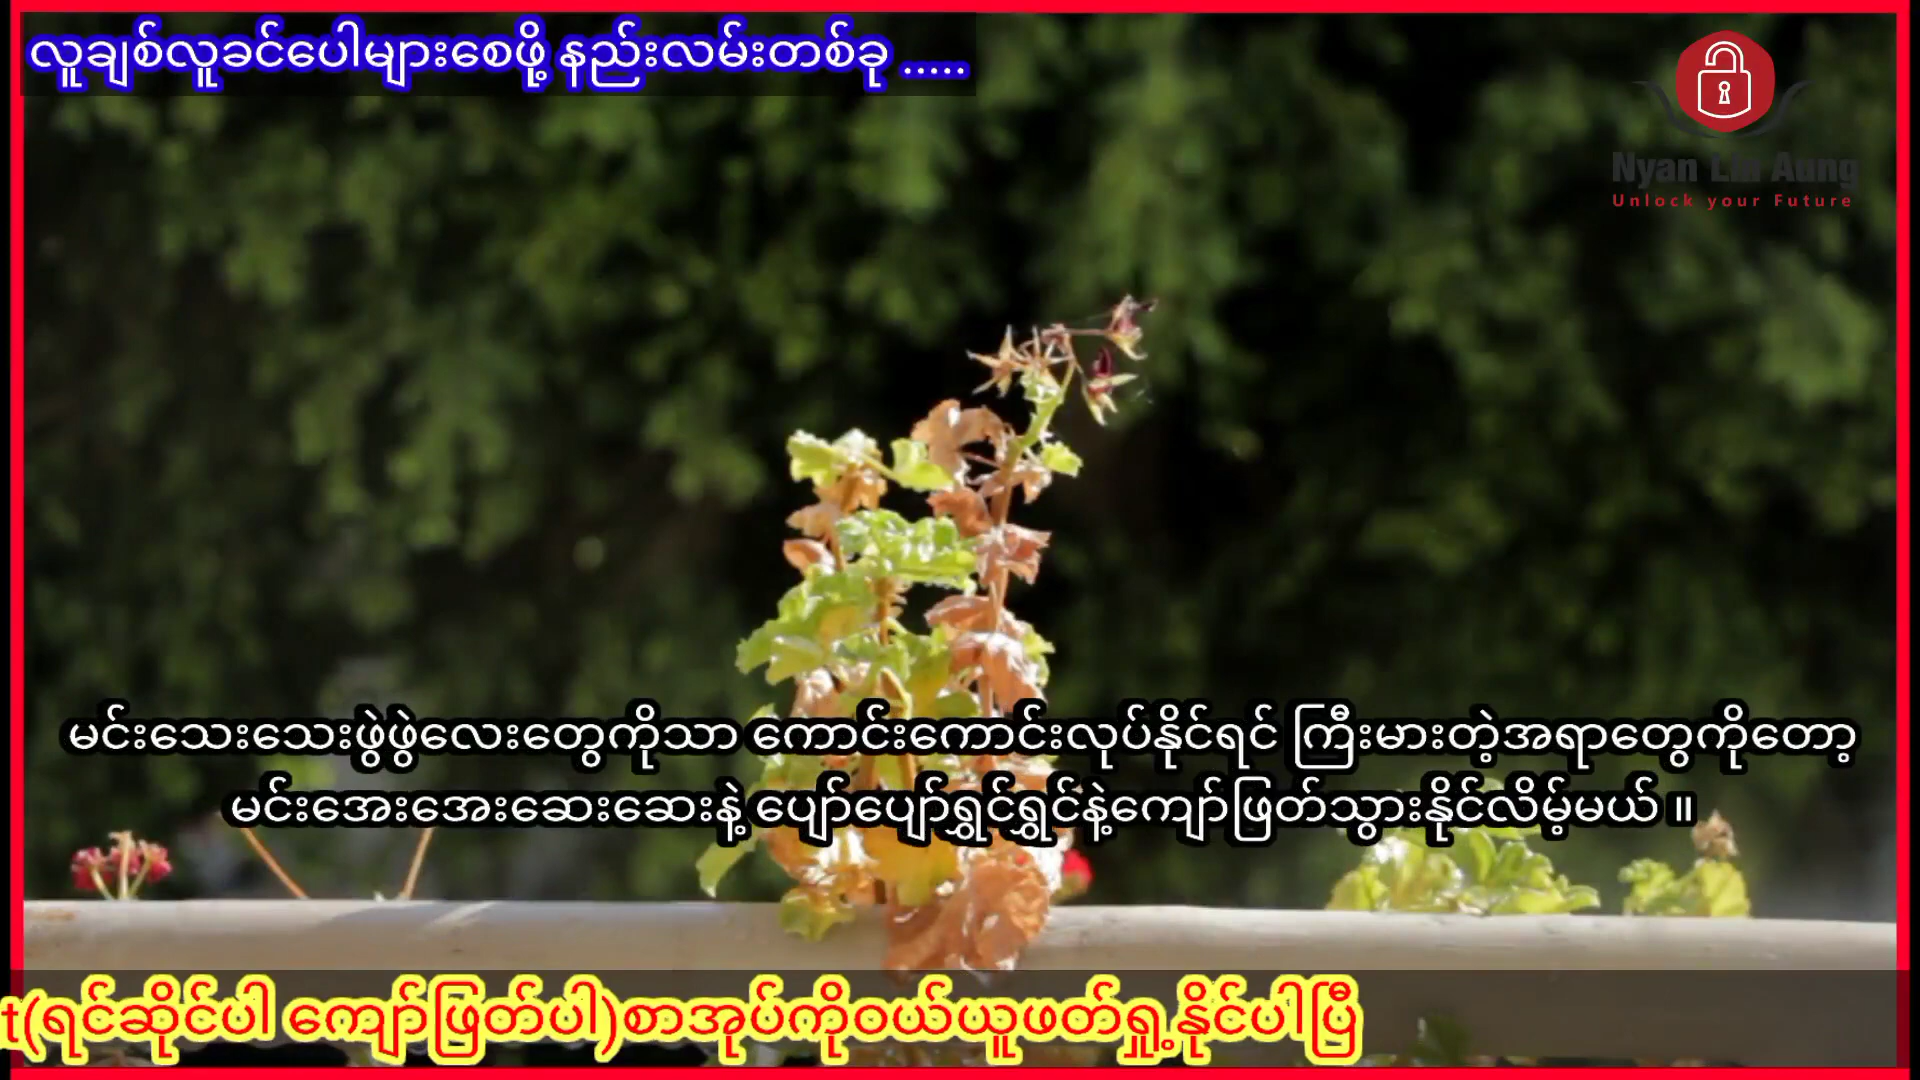 လူချစ်လူခင်ပေါများစေဖို့ နည်းလမ်းတစ်ခု .....
Nyan Lin Aung
Unlock your Future
မင်းသေးသေးဖွဲဖွဲလေးတွေကိုသာ ကောင်းကောင်းလုပ်နိုင်ရင် ကြီးမားတဲ့အရာတွေကိုတော့
မင်းအေးအေးဆေးဆေးနဲ့ ပျော်ပျော်ရွှင်ရွှင်နဲ့ကျော်ဖြတ်သွားနိုင်လိမ့်မယ် ။
t(ရင်ဆိုင်ပါ ကျော်ဖြတ်ပါ)စာအုပ်ကိုဝယ်ယူဖတ်ရှု့နိုင်ပါပြီ